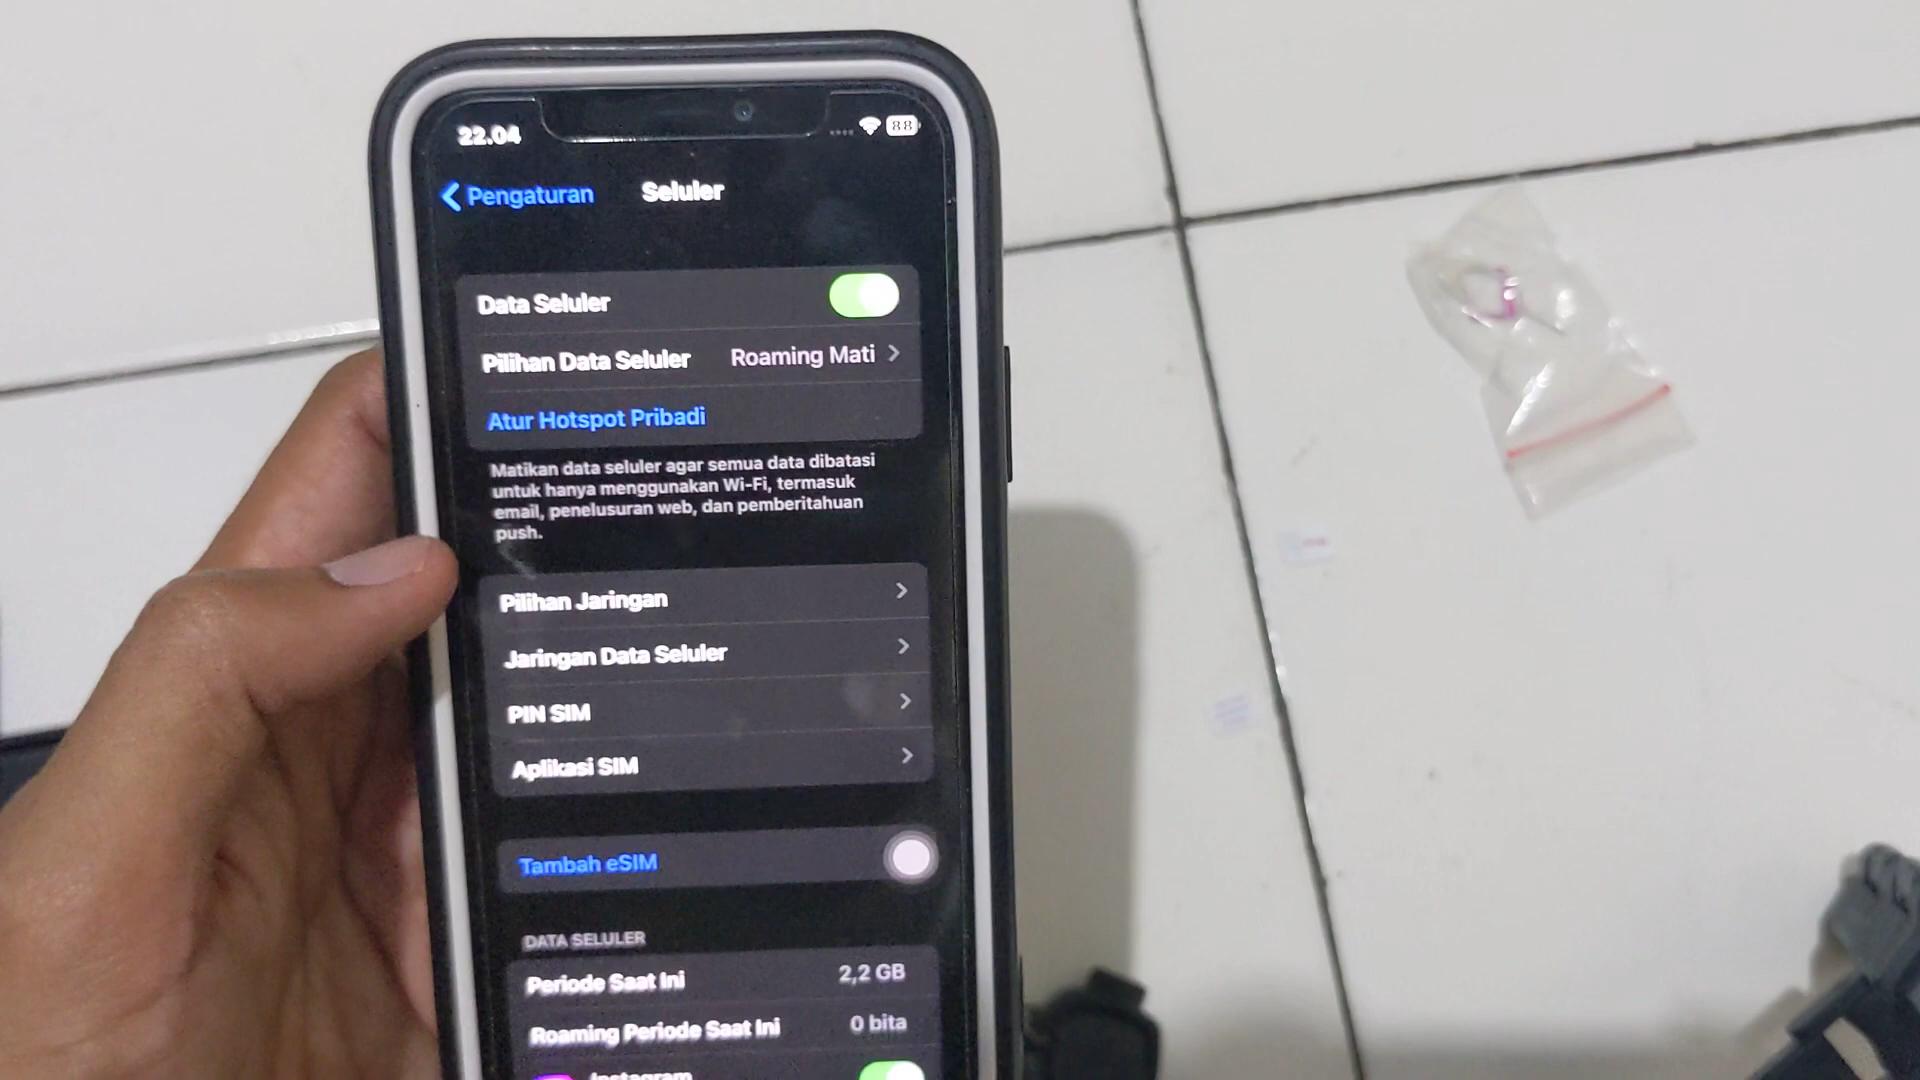 22.04
88
Pengaturan
Seluler
Data Seluler
Pilihan Data Seluler Roaming Mati
Atur Hotspot Pribadi
Matikan data seluler agar semua data dibatasi
untuk hanya menggunakan Wi-Fi, termasuk
email, penelusuran web, dan pemberitahuan
push.
Pilihan Jaringan
Jaringan Data Seluler
PIN SIM
Aplikasi SIM
Tambah eSIM
DATA SELULER
Periode Saat Ini 2,2 GB
Roaming Periode Saat Ini 0 bita
Instagram